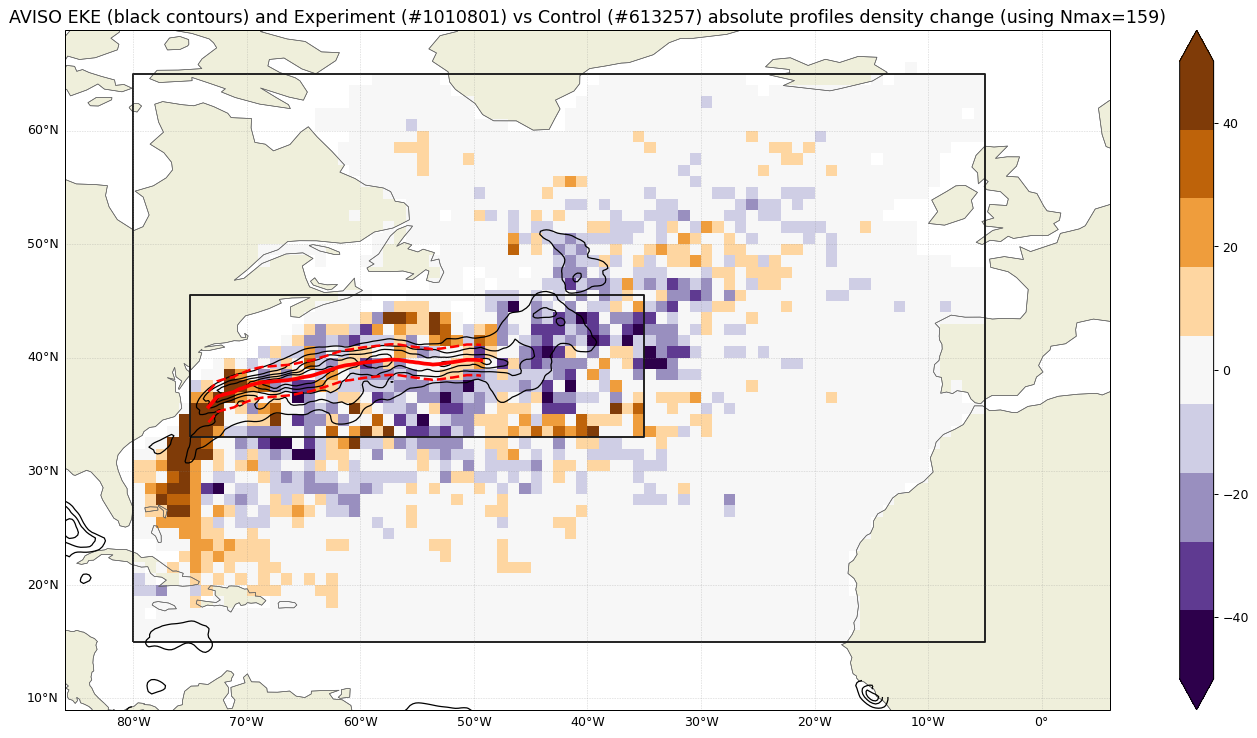 AVISO EKE (black contours) and Experiment (#1010801) vs Control (#613257) absolute profiles density change (using Nmax=159)
60°N
50°N
40°N
30°N
20°N
10°N
80°W
70°W
60°W
50°W
40°W
30°W
20°W
10°W
0°
40
20
0
−20
−40